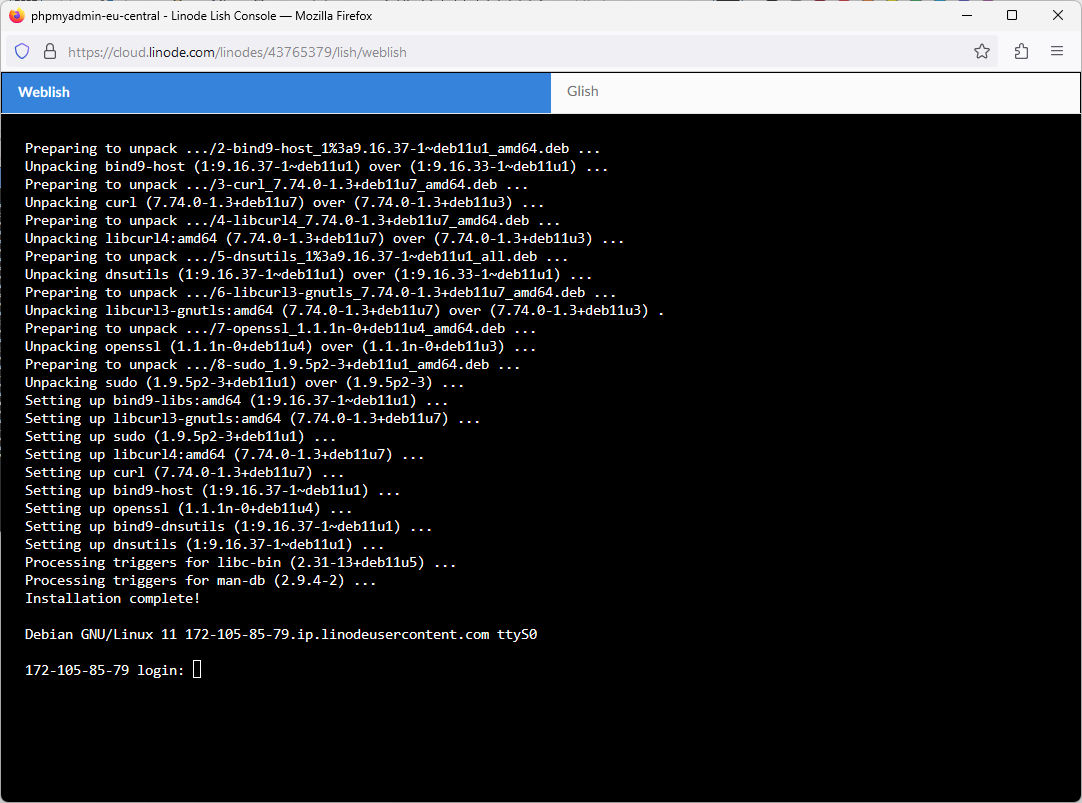 phpmyadmin-eu-central - Linode Lish Console — Mozilla Firefox
https://cloud.linode.com/linodes/43765379/lish/weblish
Weblish Glish
Preparing to unpack .../2-bind9-host_1%3a9.16.37-1~deb11u1_amd64.deb ...
Unpacking bind9-host (1:9.16.37-1~deb11u1) over (1:9.16.33-1~deb11u1) ...
Preparing to unpack .../3-curl_7.74.0-1.3+deb11u7_amd64.deb ...
Unpacking curl (7.74.0-1.3+deb11u7) over (7.74.0-1.3+deb11u3) ...
Preparing to unpack .../4-libcurl4_7.74.0-1.3+deb11u7_amd64.deb ...
Unpacking libcurl4:amd64 (7.74.0-1.3+deb11u7) over (7.74.0-1.3+deb11u3) ...
Preparing to unpack .../5-dnsutils_1%3a9.16.37-1~deb11u1_all.deb ...
Unpacking dnsutils (1:9.16.37-1~deb11u1) over (1:9.16.33-1~deb11u1) ...
Preparing to unpack .../6-libcurl3-gnutls_7.74.0-1.3+deb11u7_amd64.deb ...
Unpacking libcurl3-gnutls:amd64 (7.74.0-1.3+deb11u7) over (7.74.0-1.3+deb11u3) .
Preparing to unpack .../7-openssl_1.1.1n-0+deb11u4_amd64.deb ...
Unpacking openssl (1.1.1n-0+deb11u4) over (1.1.1n-0+deb11u3) ...
Preparing to unpack .../8-sudo_1.9.5p2-3+deb11u1_amd64.deb ...
Unpacking sudo (1.9.5p2-3+deb11u1) over (1.9.5p2-3) ...
Setting up bind9-libs:amd64 (1:9.16.37-1~deb11u1) ...
Setting up libcurl3-gnutls:amd64 (7.74.0-1.3+deb11u7) ...
Setting up sudo (1.9.5p2-3+deb11u1) ...
Setting up libcurl4:amd64 (7.74.0-1.3+deb11u7) ...
Setting up curl (7.74.0-1.3+deb11u7) ...
Setting up bind9-host (1:9.16.37-1~deb11u1) ...
Setting up openssl (1.1.1n-0+deb11u4) ...
Setting up bind9-dnsutils (1:9.16.37-1~deb11u1) ...
Setting up dnsutils (1:9.16.37-1~deb11u1) ...
Processing triggers for libc-bin (2.31-13+deb11u5) ...
Processing triggers for man-db (2.9.4-2) ...
Installation complete!
Debian GNU/Linux 11 172-105-85-79.ip.linodeusercontent.com ttyS0
172-105-85-79 login: